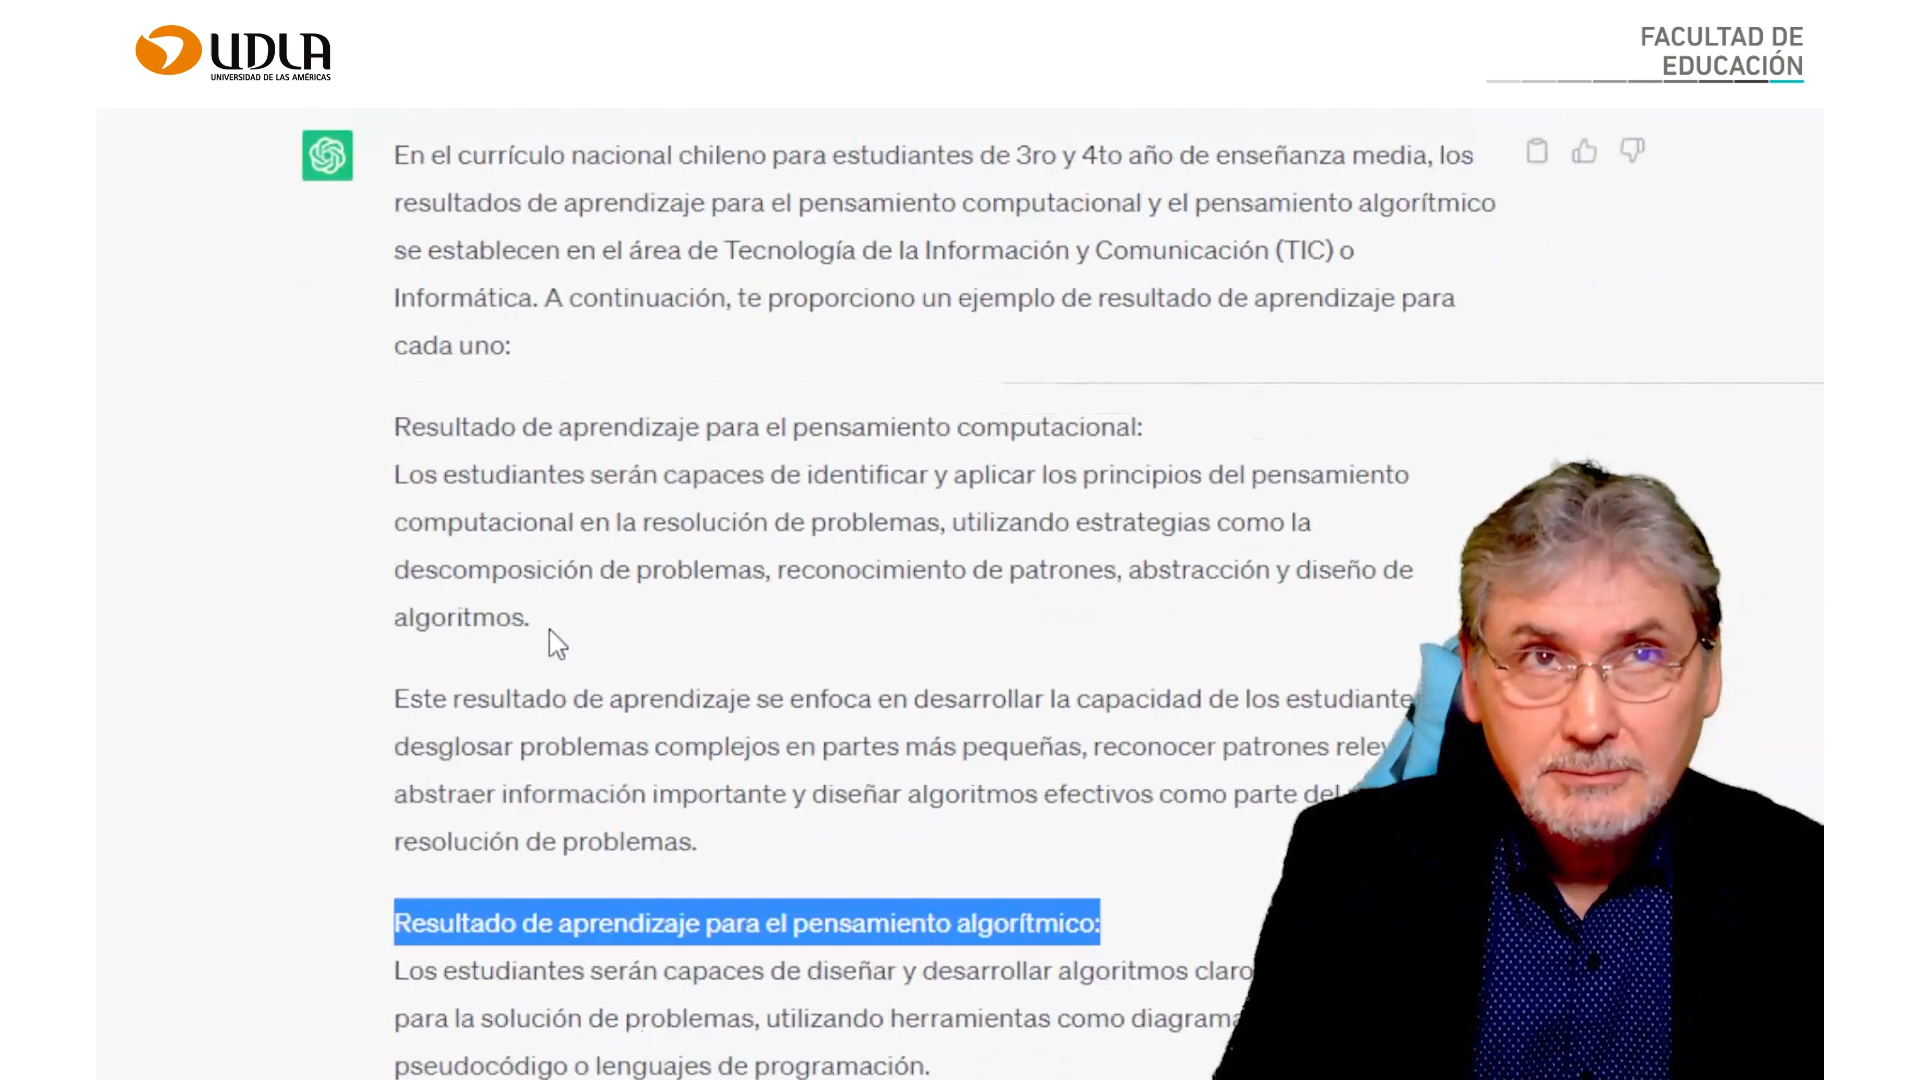 UDLA
UNIVERSIDAD DE LAS AMÉRICAS
FACULTAD DE
EDUCACIÓN
En el currículo nacional chileno para estudiantes de 3ro y 4to año de enseñanza media, los
resultados de aprendizaje para el pensamiento computacional y el pensamiento algorítmico
se establecen en el área de Tecnología de la Información y Comunicación (TIC) o
Informática. A continuación, te proporciono un ejemplo de resultado de aprendizaje para
cada uno:
Resultado de aprendizaje para el pensamiento computacional:
Los estudiantes serán capaces de identificar y aplicar los principios del pensamiento
computacional en la resolución de problemas, utilizando estrategias como la
descomposición de problemas, reconocimiento de patrones, abstracción y diseño de
algoritmos.
Este resultado de aprendizaje se enfoca en desarrollar la capacidad de los estudiante
desglosar problemas complejos en partes más pequeñas, reconocer patrones
abstraer información importante y diseñar algoritmos efectivos como parte del
resolución de problemas.
Resultado de aprendizaje para el pensamiento algorítmico:
Los estudiantes serán capaces de diseñar y desarrollar algoritmos claro
para la solución de problemas, utilizando herramientas como
pseudocódigo o lenguajes de programación.